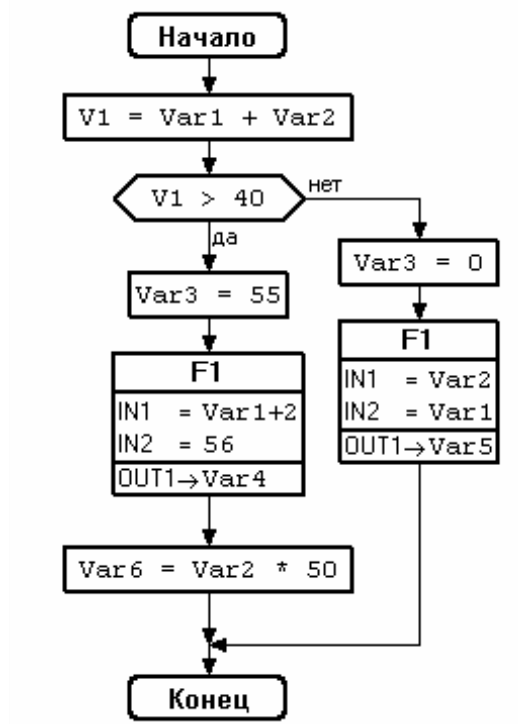 Начало
V1 = Var1 + Var2
V1 > 40
нет
да
Var3 = 55
F1
IN1 = Var1+2
IN2 = 56
OUT1→Var4
Var6 = Var2 * 50
Var3 = 0
F1
IN1 = Var2
IN2 = Var1
OUT1→Var5
Конец